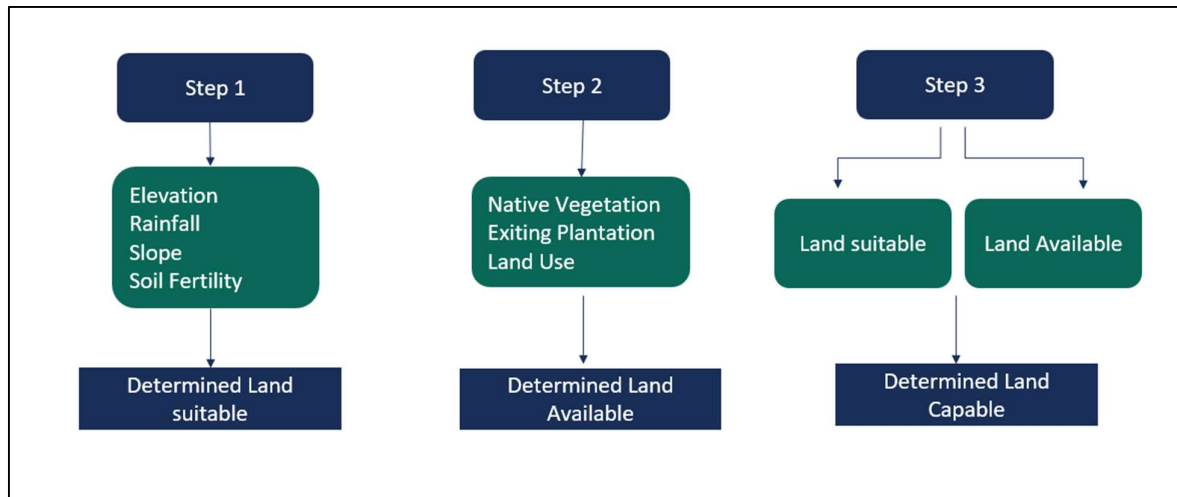 Step 1
Elevation
Rainfall
Slope
Soil Fertility
Determined Land
suitable
Step 2
Native Vegetation
Exiting Plantation
Land Use
Determined Land
Available
Step 3
Land suitable
Land Available
Determined Land
Capable